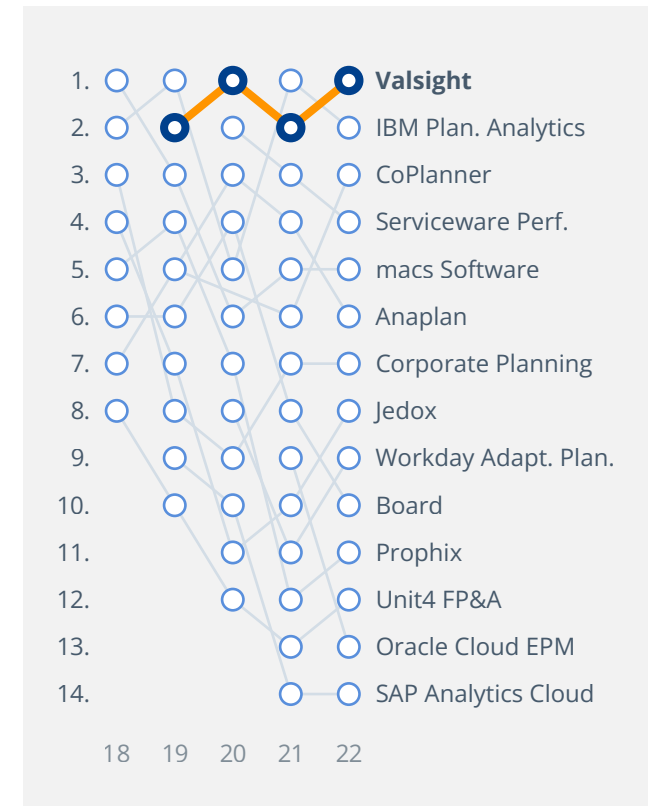 1. Valsight
2. IBM Plan. Analytics
3. CoPlanner
4. Serviceware Perf.
5. macs Software
6. Anaplan
7. Corporate Planning
8. Jedox
9. Workday Adapt. Plan.
10. Board
11. Prophix
12. Unit4 FP&A
13. Oracle Cloud EPM
14. SAP Analytics Cloud
18 19 20 21 22